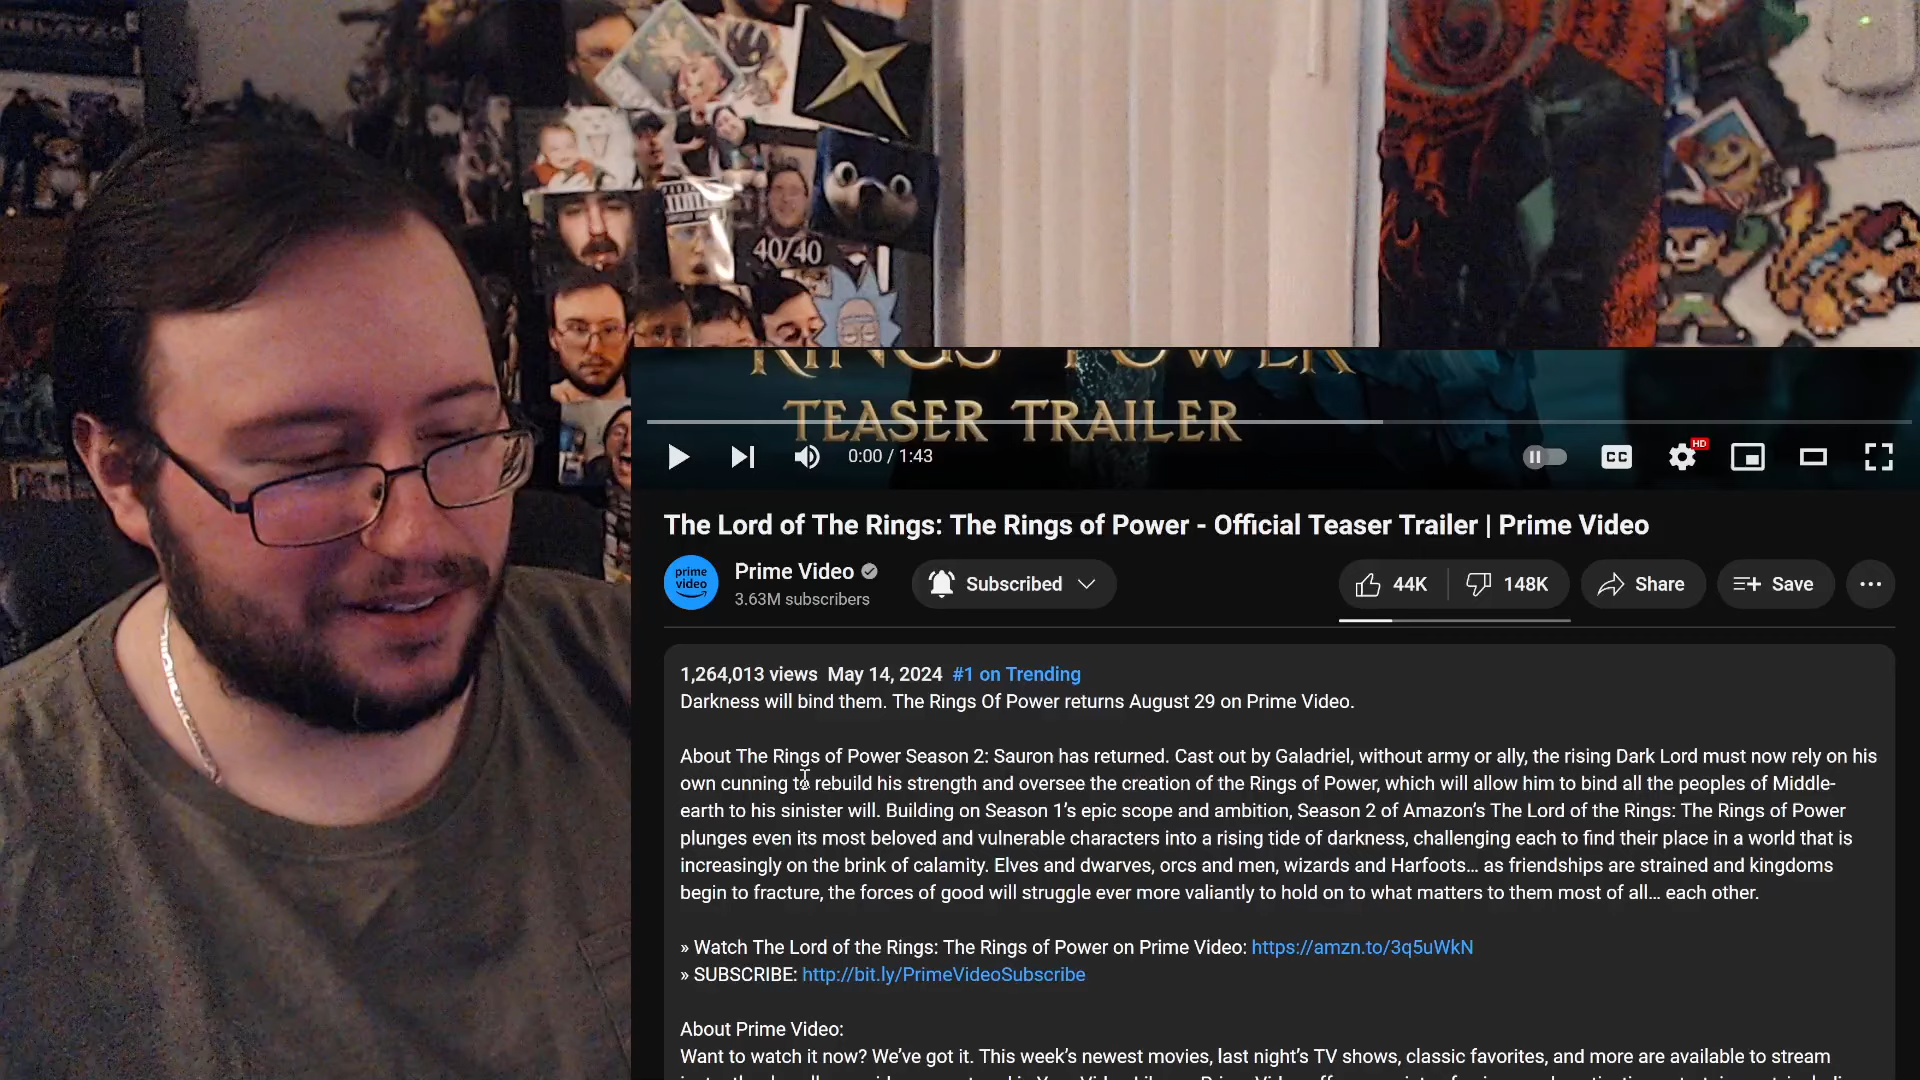 40/40
RINGS POWER
TEASER TRAILER
0:00 / 1:43
CC
HD
The Lord of The Rings: The Rings of Power - Official Teaser Trailer | Prime Video
prime video
Prime Video
3.63M subscribers
Subscribed
44K
148K
Share
Save
1,264,013 views May 14, 2024 #1 on Trending
Darkness will bind them. The Rings Of Power returns August 29 on Prime Video.
About The Rings of Power Season 2: Sauron has returned. Cast out by Galadriel, without army or ally, the rising Dark Lord must now rely on his
own cunning to rebuild his strength and oversee the creation of the Rings of Power, which will allow him to bind all the peoples of Middle-
earth to his sinister will. Building on Season 1’s epic scope and ambition, Season 2 of Amazon’s The Lord of the Rings: The Rings of Power
plunges even its most beloved and vulnerable characters into a rising tide of darkness, challenging each to find their place in a world that is
increasingly on the brink of calamity. Elves and dwarves, orcs and men, wizards and Harfoots… as friendships are strained and kingdoms
begin to fracture, the forces of good will struggle ever more valiantly to hold on to what matters to them most of all… each other.
» Watch The Lord of the Rings: The Rings of Power on Prime Video: https://amzn.to/3q5uWkN
» SUBSCRIBE: http://bit.ly/PrimeVideoSubscribe
About Prime Video:
Want to watch it now? We’ve got it. This week’s newest movies, last night’s TV shows, classic favorites, and more are available to stream